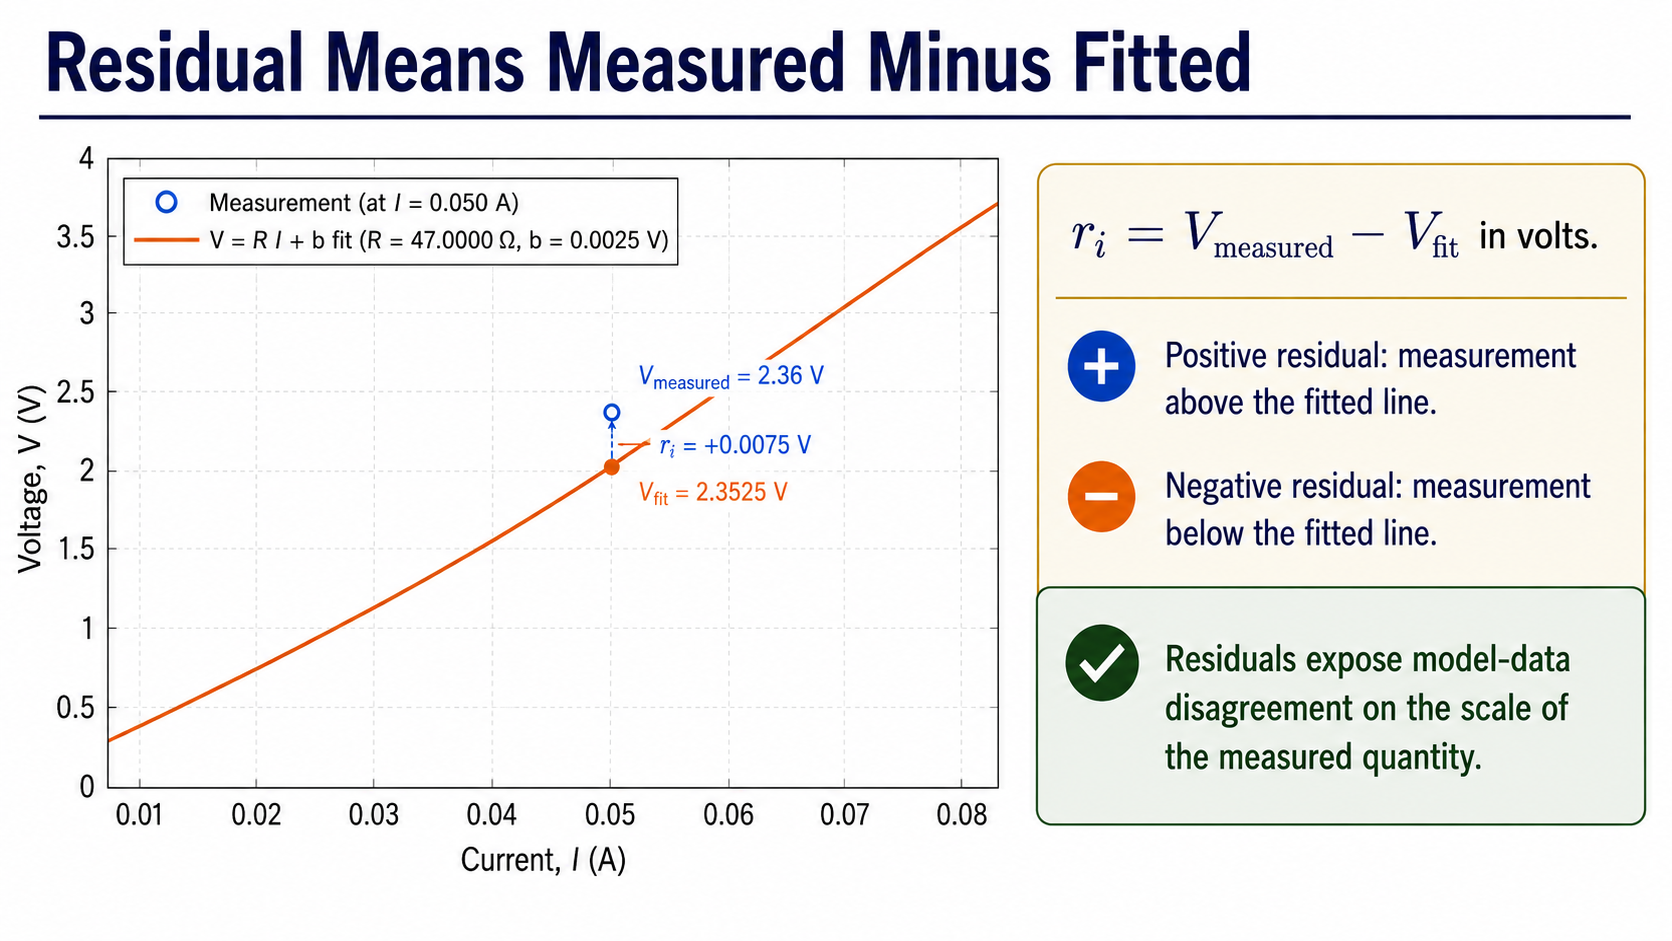 Residual Means Measured Minus Fitted
4
3.5
3
2.5
2
1.5
1
0.5
0
Voltage, V (V)
Measurement (at I = 0.050 A)
V = R I + b fit (R = 47.0000 Ω, b = 0.0025 V)
V_measured = 2.36 V
r_i = +0.0075 V
V_fit = 2.3525 V
0.01 0.02 0.03 0.04 0.05 0.06 0.07 0.08
Current, I (A)
r_i = V_measured − V_fit in volts.
+
Positive residual: measurement
above the fitted line.
−
Negative residual: measurement
below the fitted line.
Residuals expose model-data
disagreement on the scale of
the measured quantity.